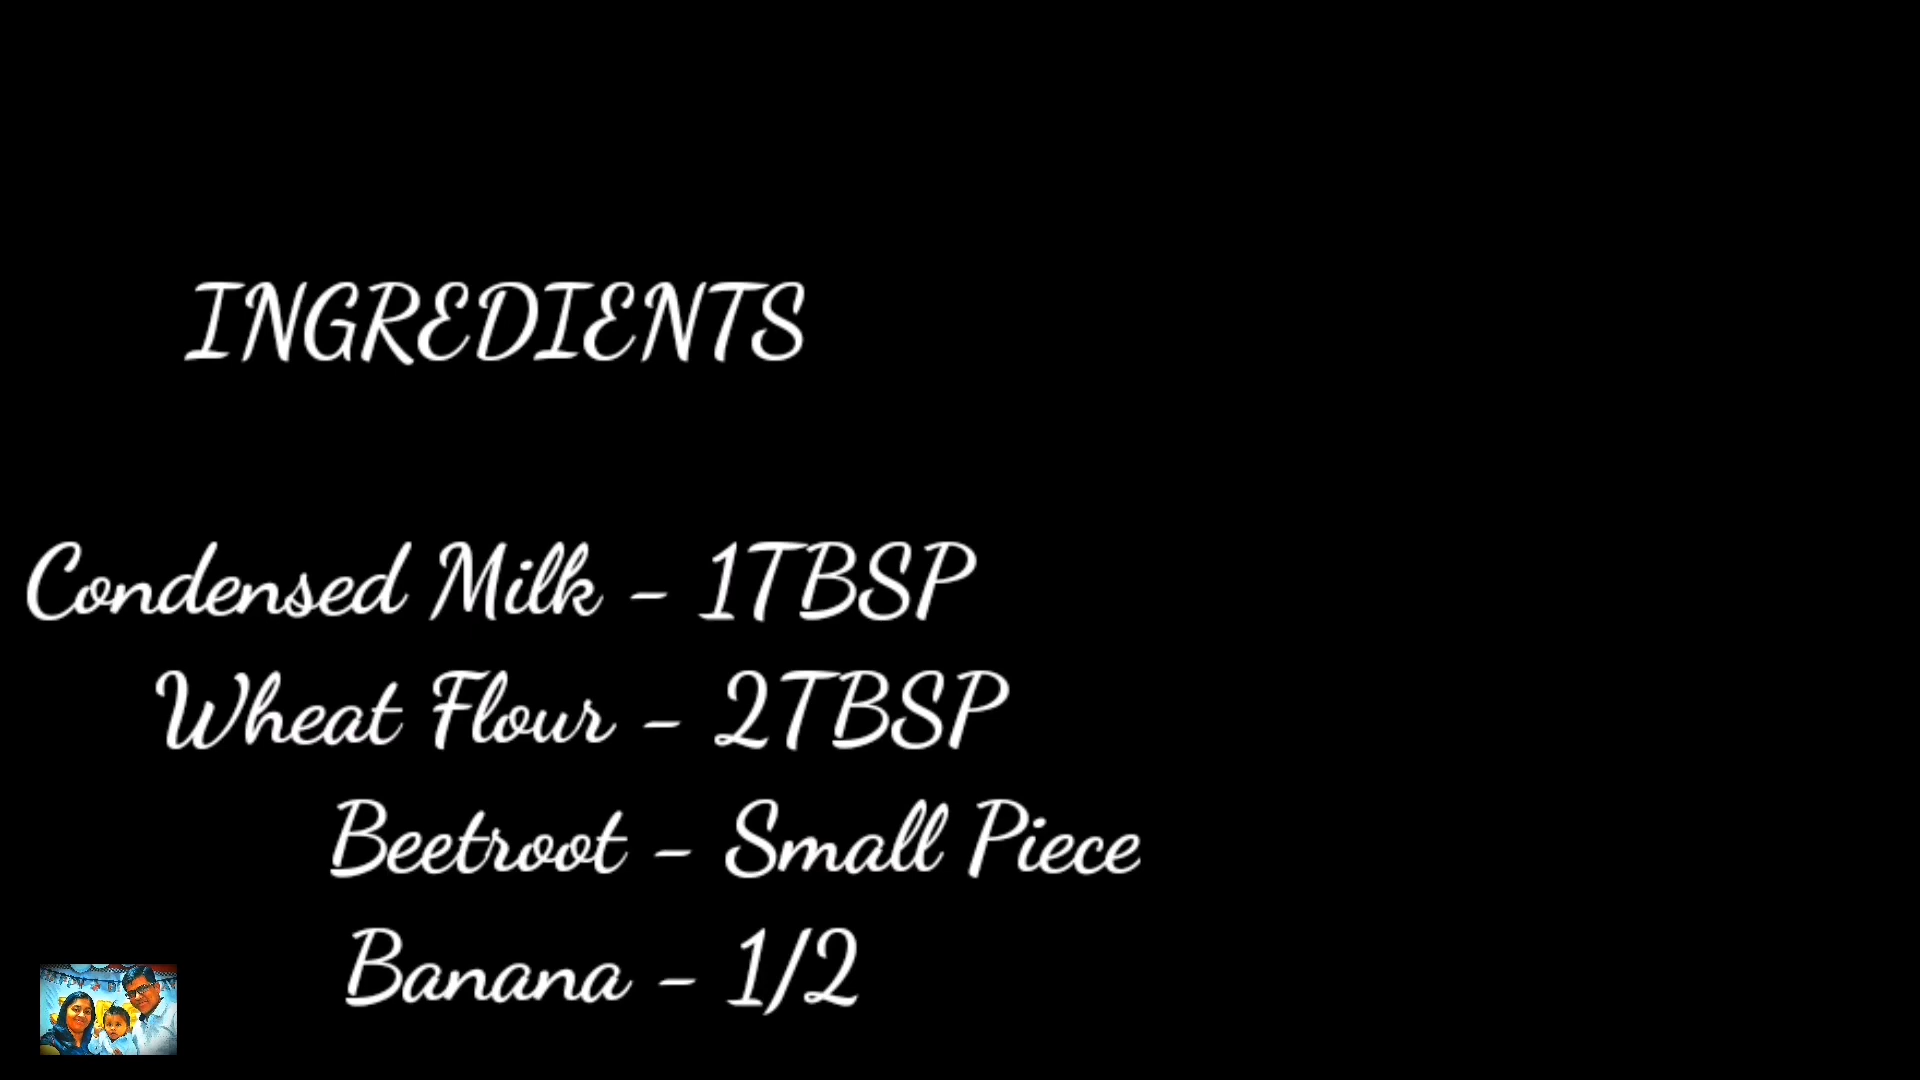 INGREDIENTS
Condensed Milk - 1TBSP
Wheat Flour - 2TBSP
Beetroot - Small Piece
Banana - 1/2